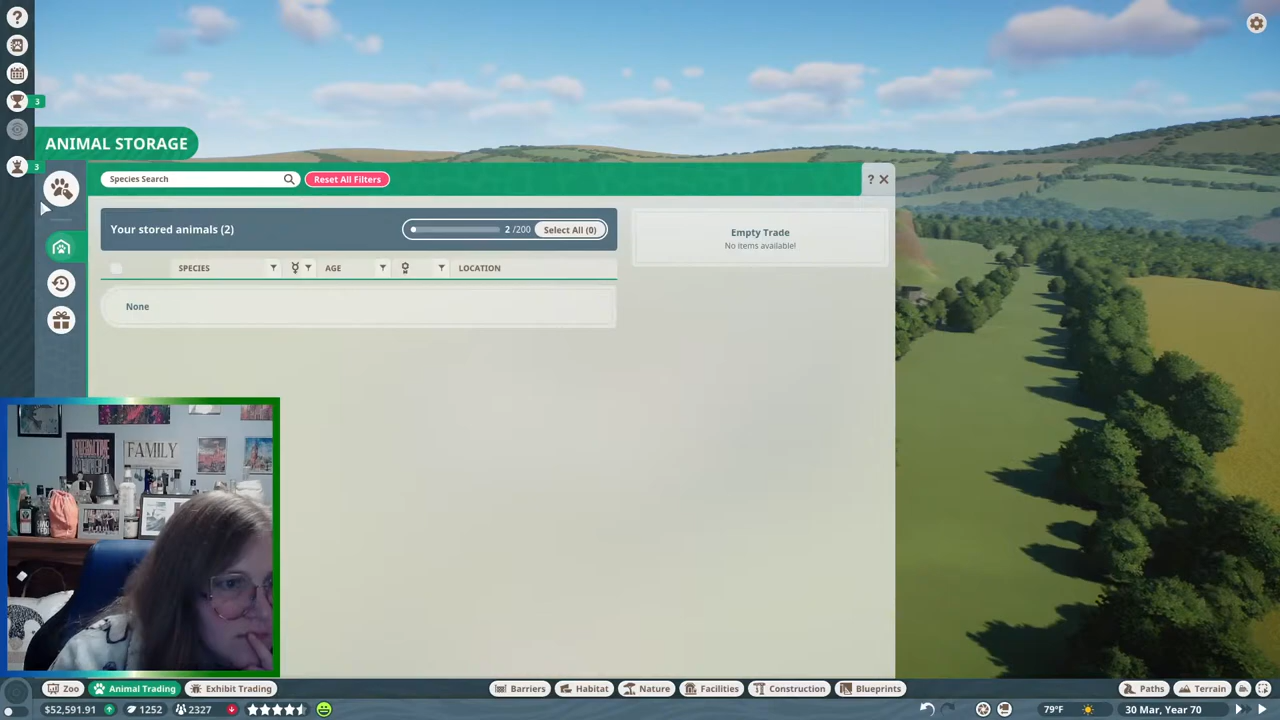 3
ANIMAL STORAGE
3
Species Search
Reset All Filters
?
Your stored animals (2)
2 /200
Select All (0)
Empty Trade
No items available!
SPECIES
AGE
LOCATION
None
FAMILY
Zoo
Animal Trading
Exhibit Trading
Barriers
Habitat
Nature
Facilities
Construction
Blueprints
Paths
Terrain
$52,591.91
1252
2327
79°F
30 Mar, Year 70